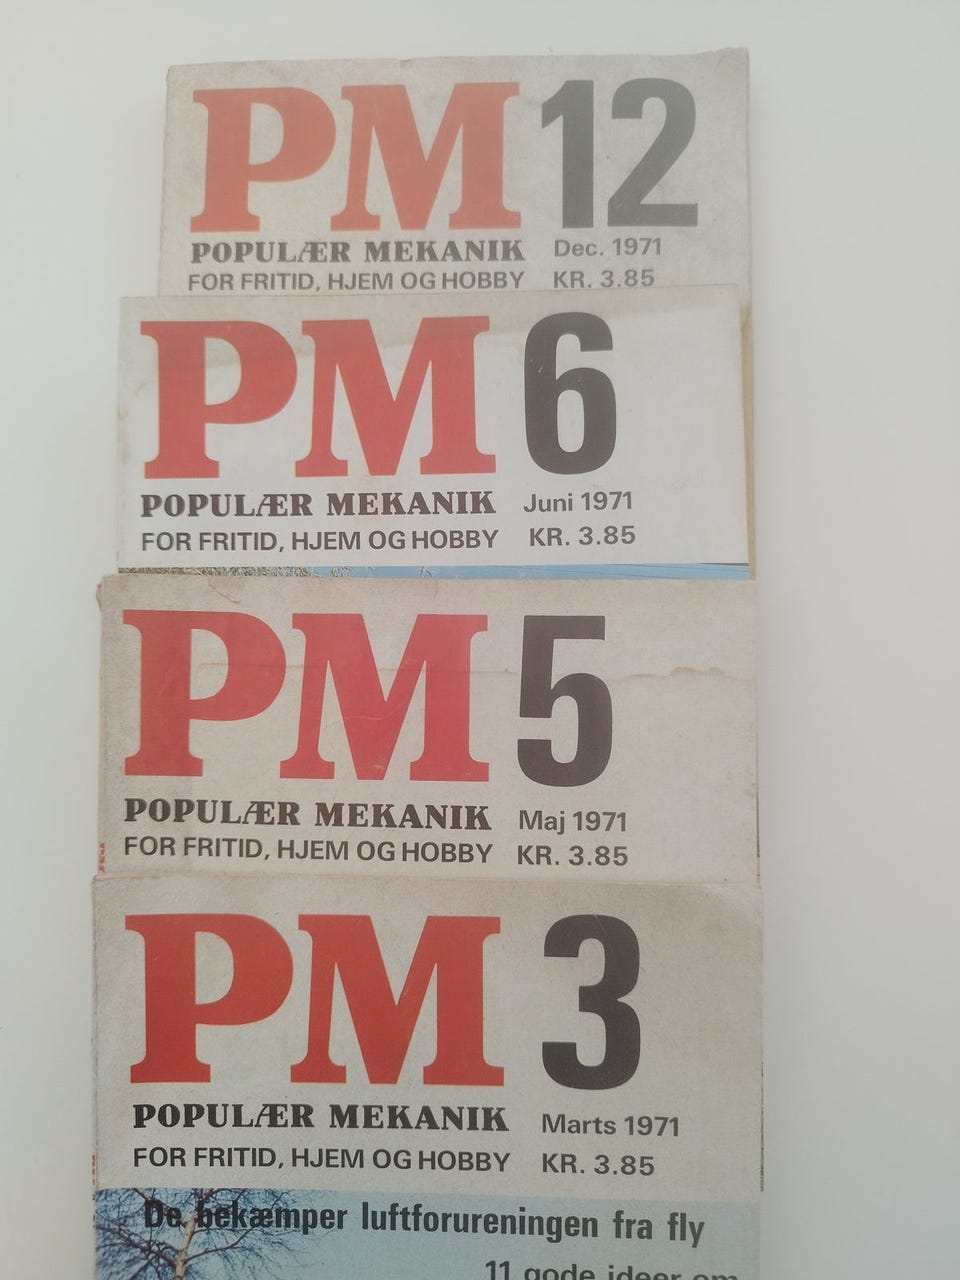 PM 12
POPULÆR MEKANIK Dec. 1971
FOR FRITID, HJEM OG HOBBY KR. 3.85
PM 6
POPULÆR MEKANIK Juni 1971
FOR FRITID, HJEM OG HOBBY KR. 3.85
PM 5
POPULÆR MEKANIK Maj 1971
FOR FRITID, HJEM OG HOBBY KR. 3.85
PM 3
POPULÆR MEKANIK Marts 1971
FOR FRITID, HJEM OG HOBBY KR. 3.85
De bekæmper luftforureningen fra fly
11 gode ideer om